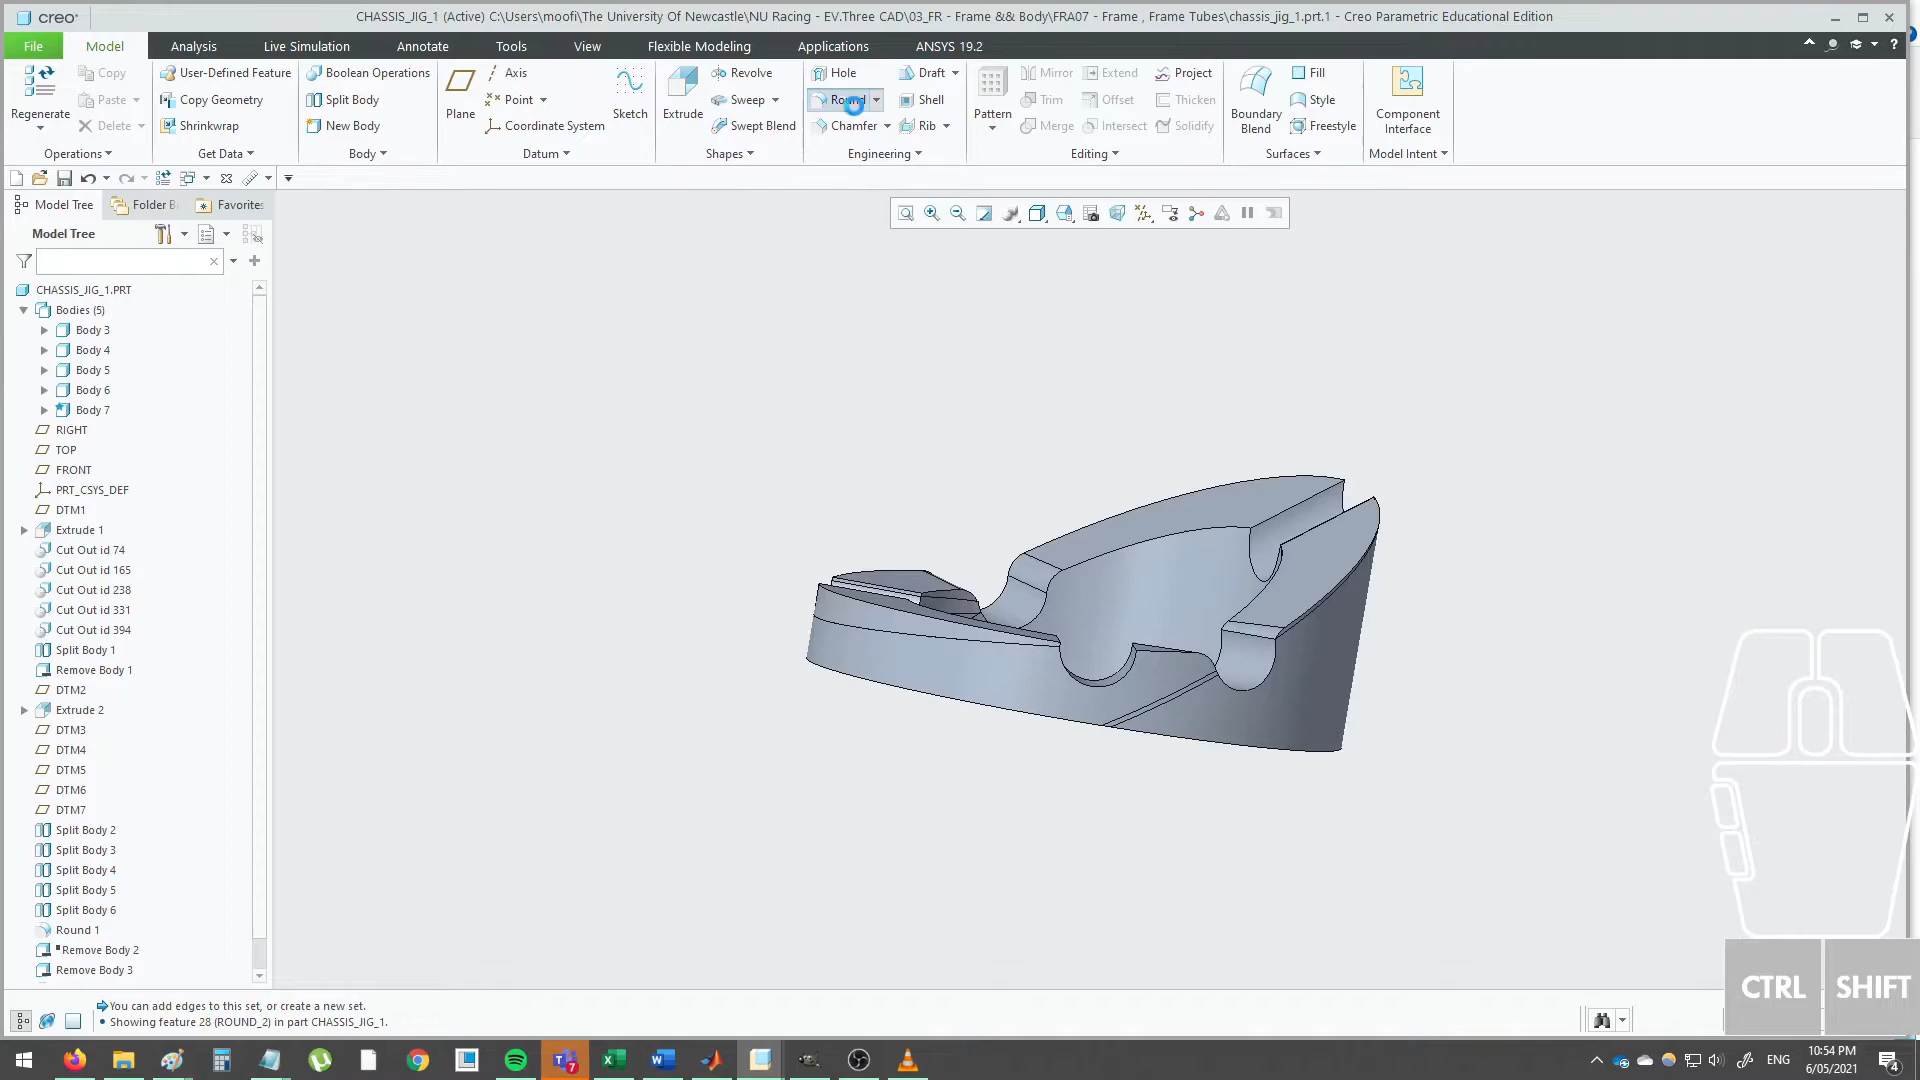 creo· CHASSIS_JIG_1 (Active) C:\Users\moofi\The University Of Newcastle\NU Racing - EV.Three CAD\03_FR - Frame && Body\FRA07 - Frame , Frame Tubes\chassis_jig_1.prt.1 - Creo Parametric Educational Edition
File Model Analysis Live Simulation Annotate Tools View Flexible Modeling Applications ANSYS 19.2
Copy User-Defined Feature Boolean Operations Axis Revolve Hole Draft Mirror Extend Project Fill
Paste Copy Geometry Split Body Point Sweep Round Shell Trim Offset Thicken Style
Regenerate Plane Sketch Extrude Pattern Boundary Blend Component Interface
Delete Shrinkwrap New Body Coordinate System Swept Blend Chamfer Rib Merge Intersect Solidify Freestyle
Operations Get Data Body Datum Shapes Engineering Editing Surfaces Model Intent
Model Tree Folder B Favorites
Model Tree
CHASSIS_JIG_1.PRT
Bodies (5)
Body 3
Body 4
Body 5
Body 6
Body 7
RIGHT
TOP
FRONT
PRT_CSYS_DEF
DTM1
Extrude 1
Cut Out id 74
Cut Out id 165
Cut Out id 238
Cut Out id 331
Cut Out id 394
Split Body 1
Remove Body 1
DTM2
Extrude 2
DTM3
DTM4
DTM5
DTM6
DTM7
Split Body 2
Split Body 3
Split Body 4
Split Body 5
Split Body 6
Round 1
Remove Body 2
Remove Body 3
CTRL SHIFT
You can add edges to this set, or create a new set.
• Showing feature 28 (ROUND_2) in part CHASSIS_JIG_1.
7
ENG
10:54 PM
6/05/2021
4